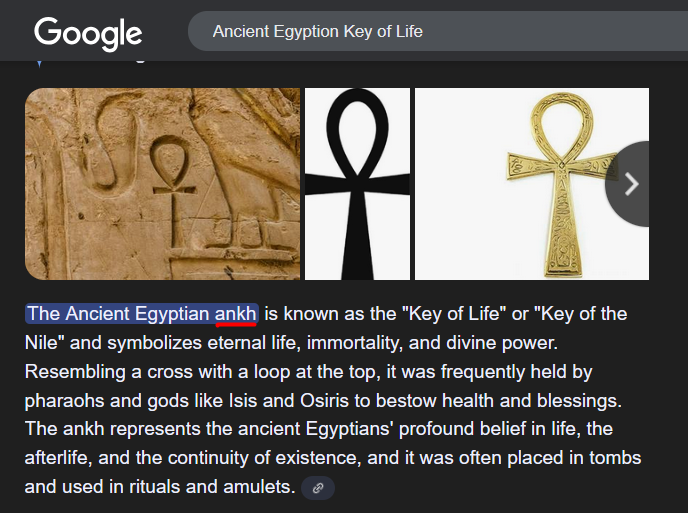 Google
Ancient Egyption Key of Life
The Ancient Egyptian ankh is known as the "Key of Life" or "Key of the
Nile" and symbolizes eternal life, immortality, and divine power.
Resembling a cross with a loop at the top, it was frequently held by
pharaohs and gods like Isis and Osiris to bestow health and blessings.
The ankh represents the ancient Egyptians' profound belief in life, the
afterlife, and the continuity of existence, and it was often placed in tombs
and used in rituals and amulets.